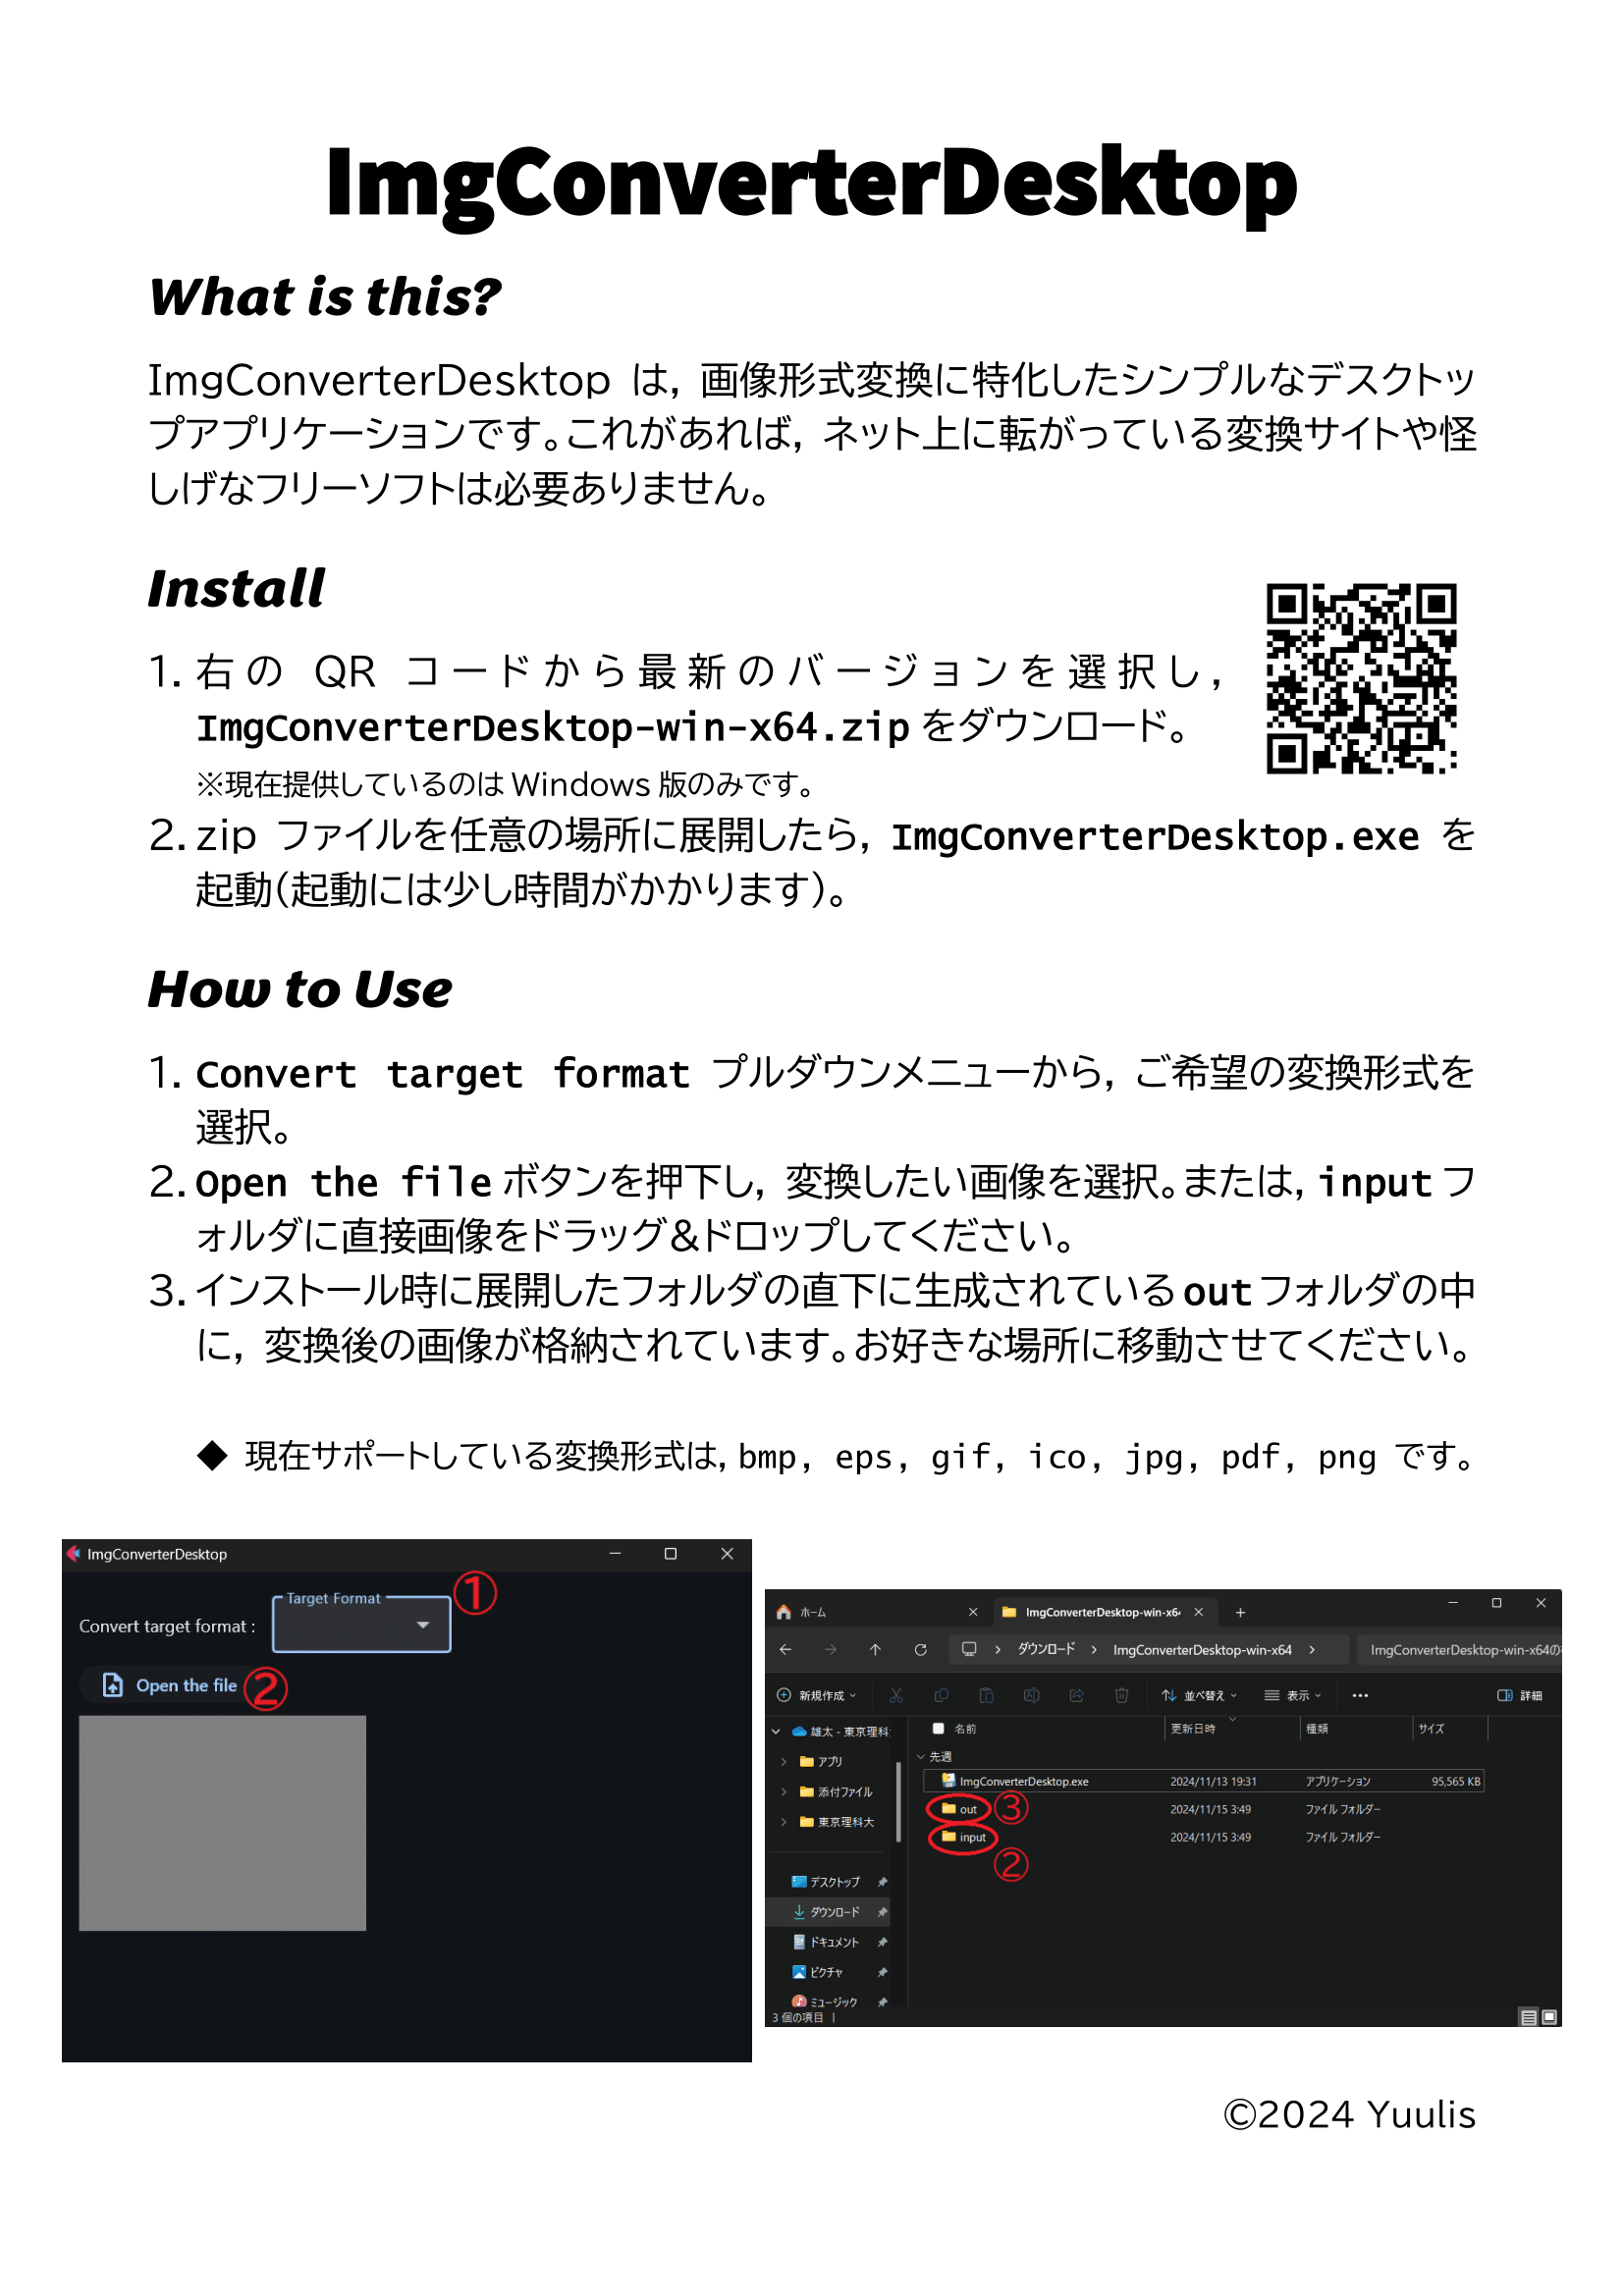 ImgConverterDesktop
What is this?
ImgConverterDesktop は, 画像形式変換に特化したシンプルなデスクトッ
プアプリケーションです。これがあれば, ネット上に転がっている変換サイトや怪
しげなフリーソフトは必要ありません。
Install
1. 右の QR コードから最新のバージョンを選択し,
ImgConverterDesktop-win-x64.zip をダウンロード。
※現在提供しているのは Windows 版のみです。
2. zip ファイルを任意の場所に展開したら, ImgConverterDesktop.exe を
起動(起動には少し時間がかかります)。
How to Use
1. Convert target format プルダウンメニューから, ご希望の変換形式を
選択。
2. Open the file ボタンを押下し, 変換したい画像を選択。または, input フ
ォルダに直接画像をドラッグ&ドロップしてください。
3. インストール時に展開したフォルダの直下に生成されている out フォルダの中
に, 変換後の画像が格納されています。お好きな場所に移動させてください。
◆ 現在サポートしている変換形式は, bmp, eps, gif, ico, jpg, pdf, png です。
ImgConverterDesktop
Target Format
①
Convert target format :
Open the file ②
ホーム
ImgConverterDesktop-win-x64
ダウンロード > ImgConverterDesktop-win-x64 >
ImgConverterDesktop-win-x64の
新規作成
並べ替え
表示
詳細
雄太 - 東京理科
アプリ
添付ファイル
東京理科大
デスクトップ
ダウンロード
ドキュメント
ピクチャ
ミュージック
名前 更新日時 種類 サイズ
先週
ImgConverterDesktop.exe 2024/11/13 19:31 アプリケーション 95,565 KB
out ③ 2024/11/15 3:49 ファイル フォルダー
input 2024/11/15 3:49 ファイル フォルダー
②
3 個の項目
©2024 Yuulis